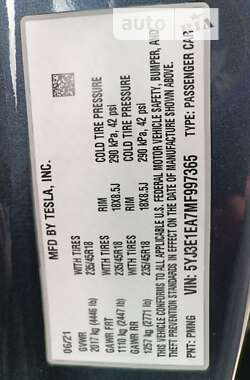 auto
MFD BY TESLA, INC.
06/21
GVWR
2017 kg (4446 lb)
GAWR FRT
1110 kg (2447 lb)
GAWR RR
1257 kg (2771 lb)
WITH TIRES
235/45R18
WITH TIRES
235/45R18
WITH TIRES
235/45R18
RIM
18X8.5J
RIM
18X8.5J
COLD TIRE PRESSURE
290 kPa, 42 psi
COLD TIRE PRESSURE
290 kPa, 42 psi
THIS VEHICLE CONFORMS TO ALL APPLICABLE U.S. FEDERAL MOTOR VEHICLE SAFETY, BUMPER, AND
THEFT PREVENTION STANDARDS IN EFFECT ON THE DATE OF MANUFACTURE SHOWN ABOVE.
VIN: 5YJ3E1EA7MF997365
TYPE: PASSENGER CAR
PNT: PMNG